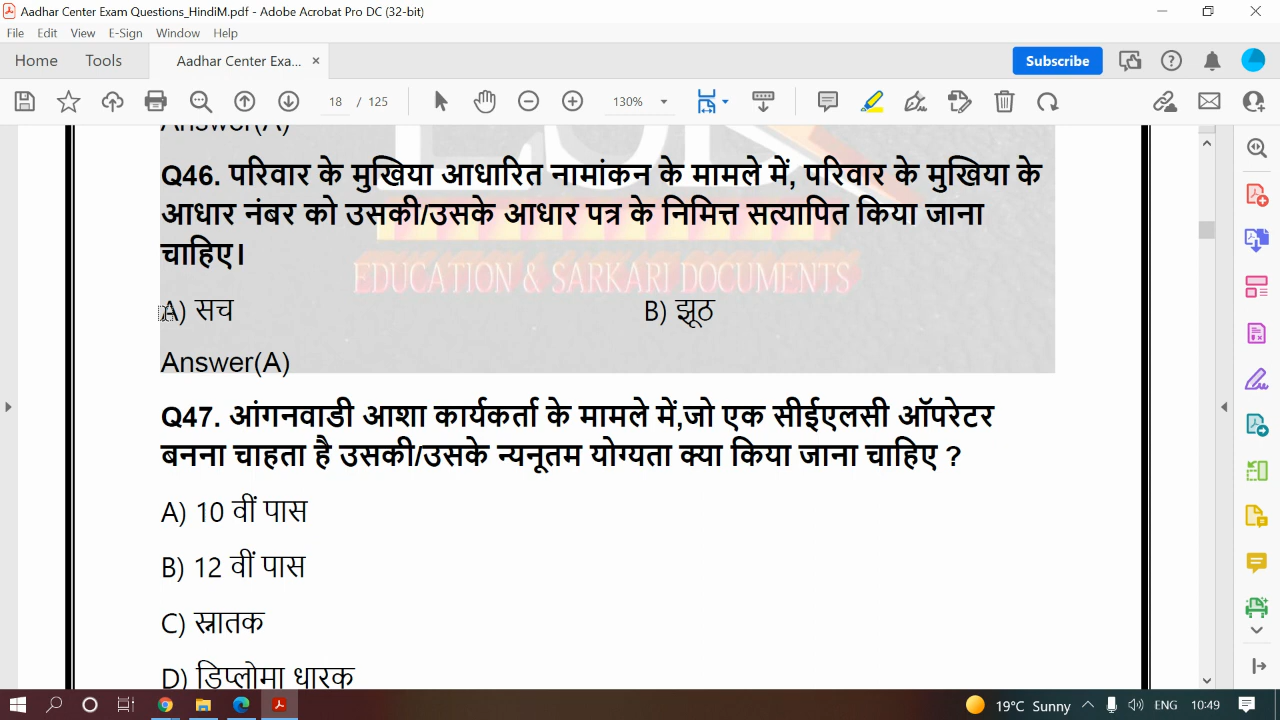 Aadhar Center Exam Questions_HindiM.pdf - Adobe Acrobat Pro DC (32-bit)
File Edit View E-Sign Window Help
Home Tools Aadhar Center Exa... × Subscribe
18 / 125 130%
Answer(A)
Q46. परिवार के मुखिया आधारित नामांकन के मामले में, परिवार के मुखिया के
आधार नंबर को उसकी/उसके आधार पत्र के निमित्त सत्यापित किया जाना
चाहिए।
EDUCATION & SARKARI DOCUMENTS
A) सच B) झूठ
Answer(A)
Q47. आंगनवाडी आशा कार्यकर्ता के मामले में,जो एक सीईएलसी ऑपरेटर
बनना चाहता है उसकी/उसके न्यनूतम योग्यता क्या किया जाना चाहिए ?
A) 10 वीं पास
B) 12 वीं पास
C) स्नातक
D) डिप्लोमा धारक
19°C Sunny ENG 10:49